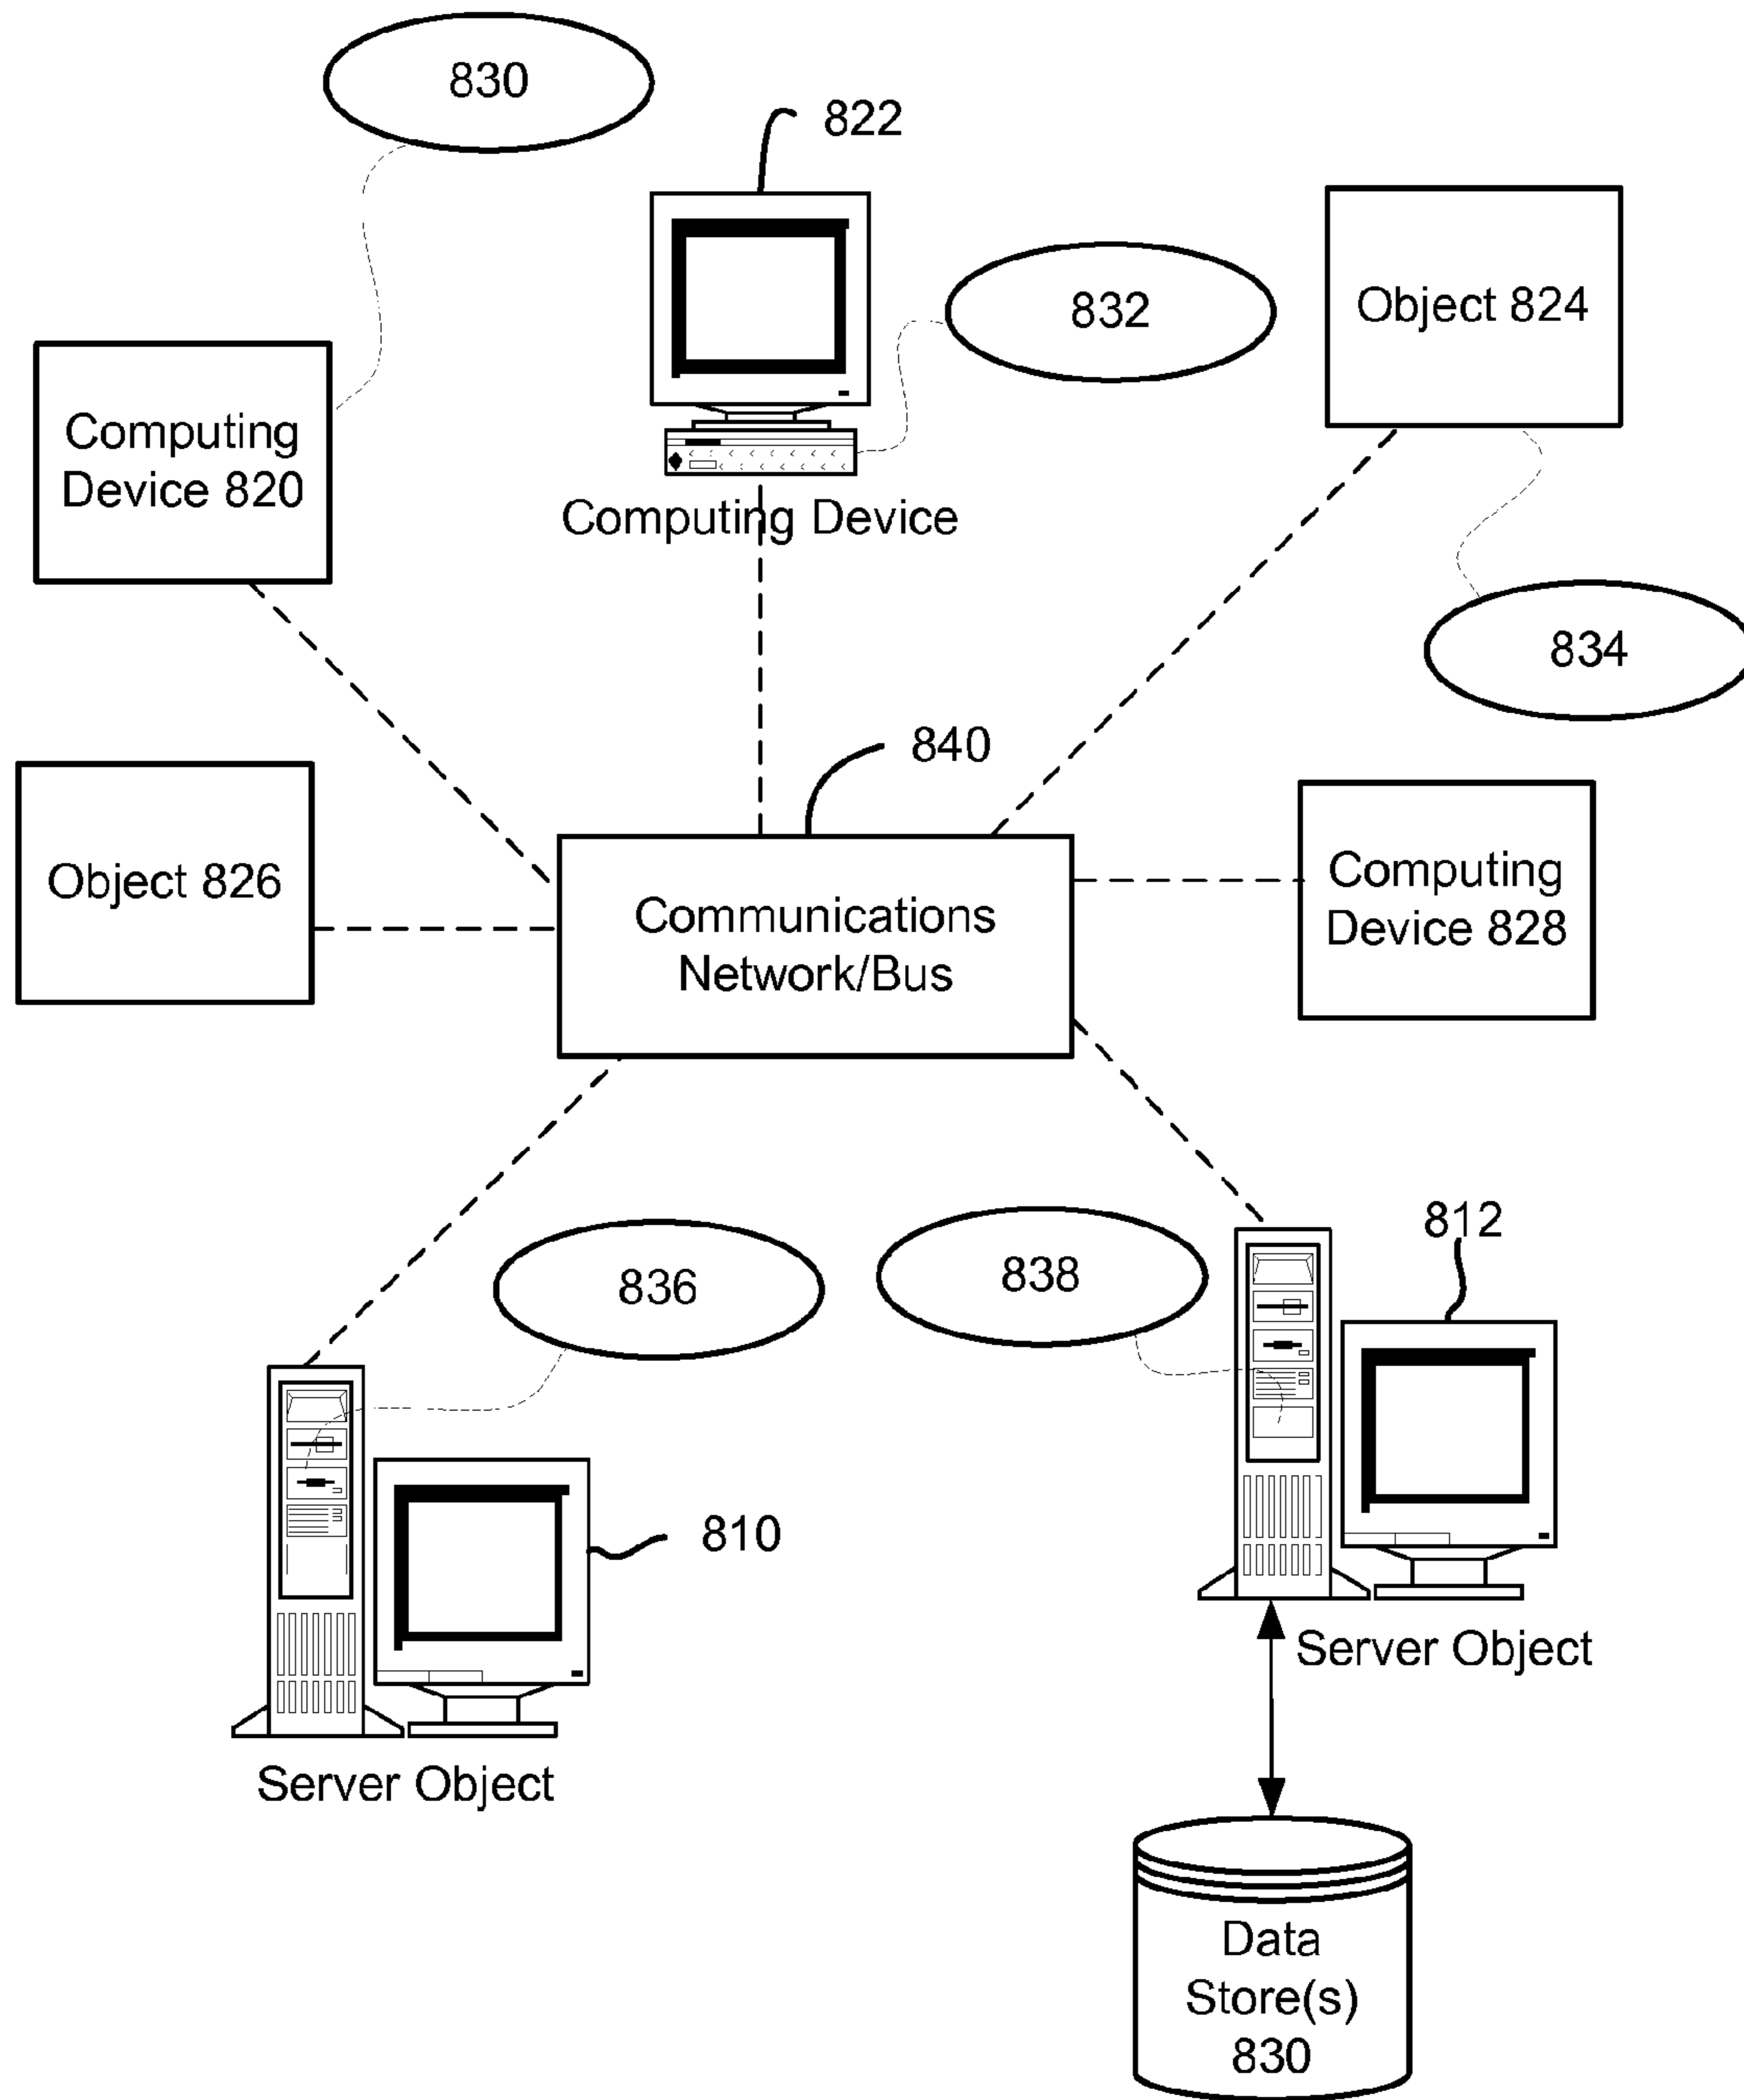 830
822
832
Object 824
Computing
Device 820
Computing Device
834
840
Object 826
Communications
Network/Bus
Computing
Device 828
836
838
812
810
Server Object
Server Object
Data
Store(s)
830